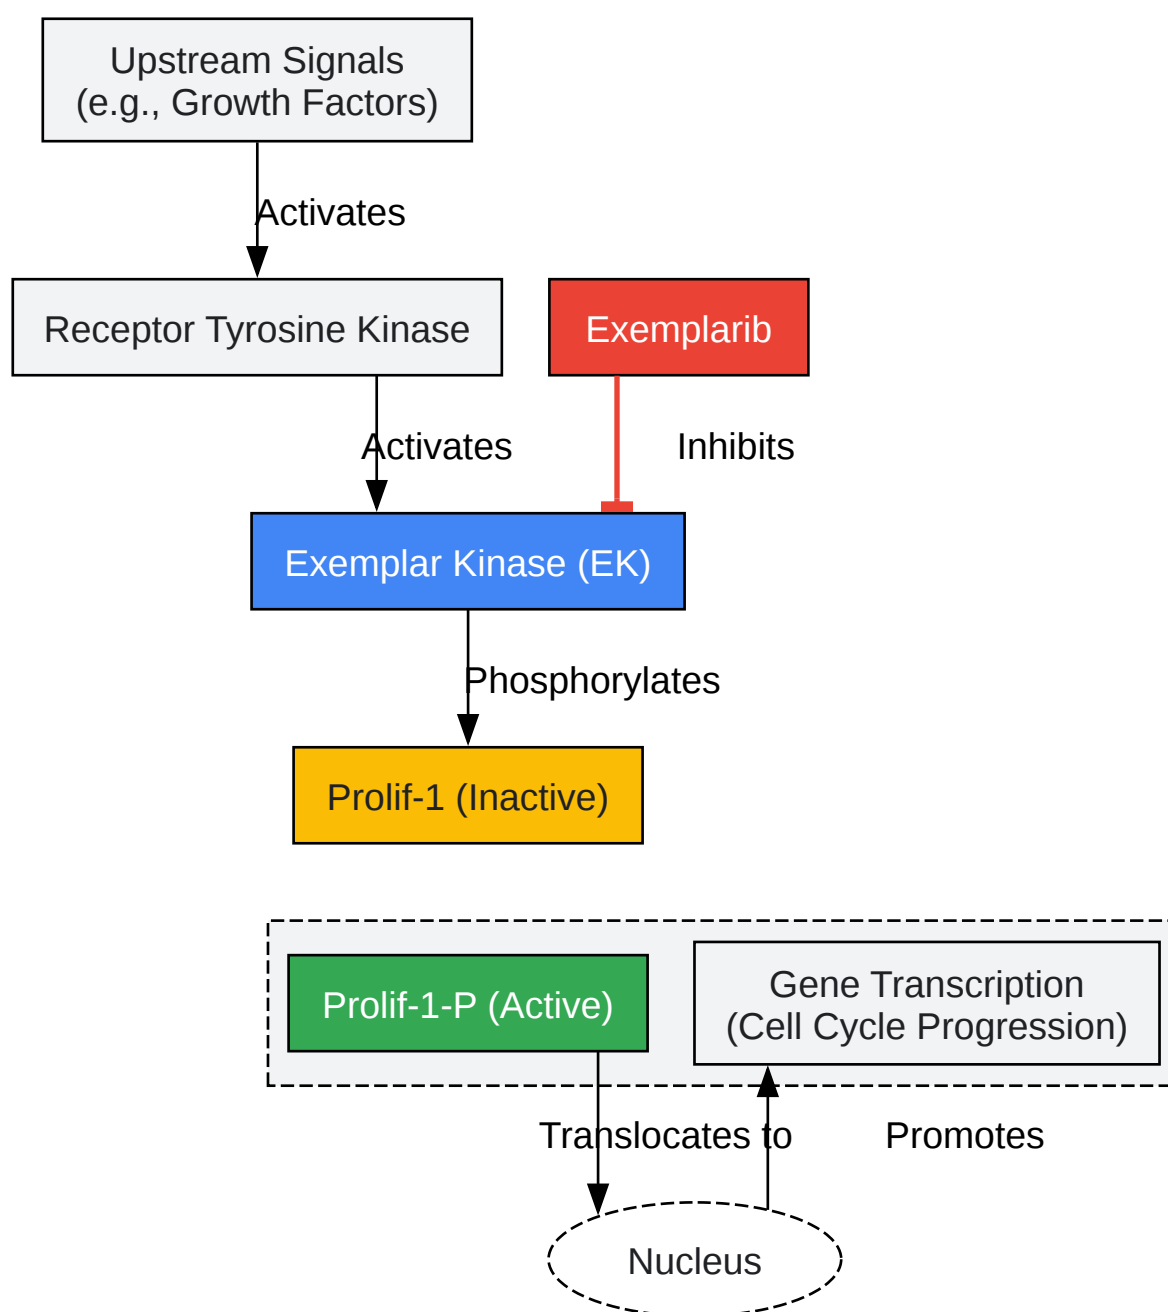 Upstream Signals
(e.g., Growth Factors)
Activates
Receptor Tyrosine Kinase
Exemplarib
Activates
Inhibits
Exemplar Kinase (EK)
Phosphorylates
Prolif-1 (Inactive)
Prolif-1-P (Active)
Gene Transcription
(Cell Cycle Progression)
Translocates to
Promotes
Nucleus